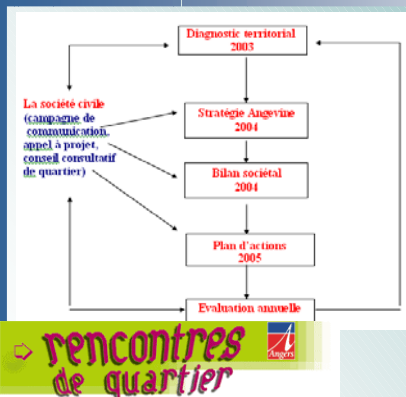 Diagnostic territorial
2003
La société civile
(campagne de
communication,
appel à projet,
conseil consultatif
de quartier)
Stratégie Angevine
2004
Bilan sociétal
2004
Plan d'actions
2005
Evaluation annuelle
rencontres
de quartier
Angers